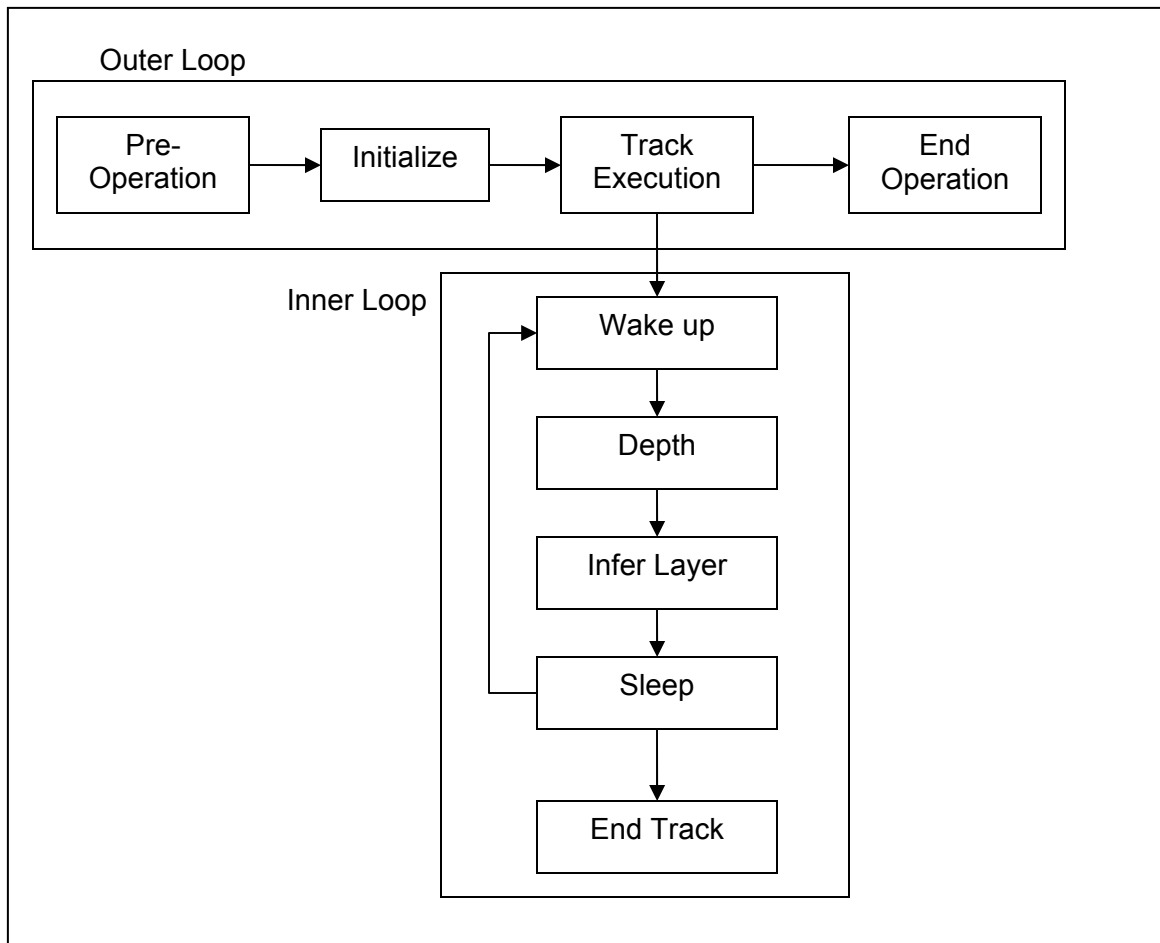 Outer Loop
Pre-
Operation
Initialize
Track
Execution
End
Operation
Inner Loop
Wake up
Depth
Infer Layer
Sleep
End Track